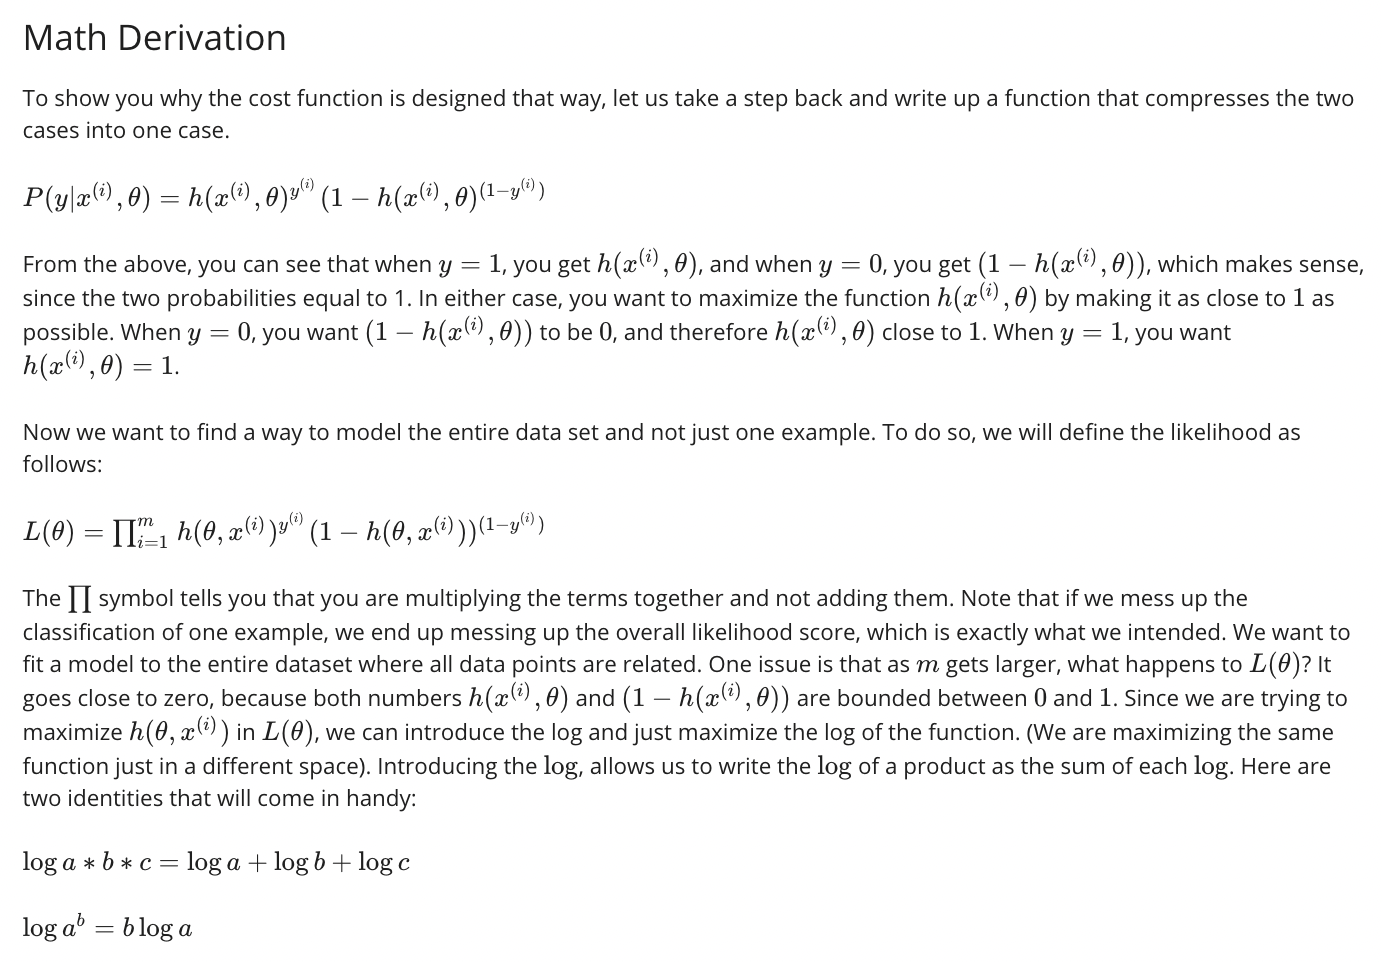 Math Derivation
To show you why the cost function is designed that way, let us take a step back and write up a function that compresses the two
cases into one case.
P(y|x^{(i)}, θ) = h(x^{(i)}, θ)^{y^{(i)}} (1 − h(x^{(i)}, θ)^{(1−y^{(i)})}
From the above, you can see that when y = 1, you get h(x^{(i)}, θ), and when y = 0, you get (1 − h(x^{(i)}, θ)), which makes sense,
since the two probabilities equal to 1. In either case, you want to maximize the function h(x^{(i)}, θ) by making it as close to 1 as
possible. When y = 0, you want (1 − h(x^{(i)}, θ)) to be 0, and therefore h(x^{(i)}, θ) close to 1. When y = 1, you want
h(x^{(i)}, θ) = 1.
Now we want to find a way to model the entire data set and not just one example. To do so, we will define the likelihood as
follows:
L(θ) = ∏_{i=1}^{m} h(θ, x^{(i)})^{y^{(i)}} (1 − h(θ, x^{(i)}))^{(1−y^{(i)})}
The ∏ symbol tells you that you are multiplying the terms together and not adding them. Note that if we mess up the
classification of one example, we end up messing up the overall likelihood score, which is exactly what we intended. We want to
fit a model to the entire dataset where all data points are related. One issue is that as m gets larger, what happens to L(θ)? It
goes close to zero, because both numbers h(x^{(i)}, θ) and (1 − h(x^{(i)}, θ)) are bounded between 0 and 1. Since we are trying to
maximize h(θ, x^{(i)}) in L(θ), we can introduce the log and just maximize the log of the function. (We are maximizing the same
function just in a different space). Introducing the log, allows us to write the log of a product as the sum of each log. Here are
two identities that will come in handy:
log a ∗ b ∗ c = log a + log b + log c
log a^b = b log a